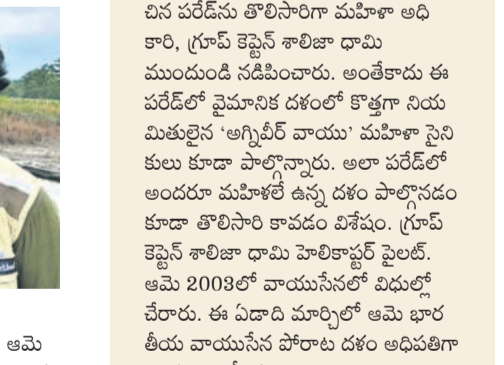 చిన పరేడ్‌ను తొలిసారిగా మహిళా అధి
కారి, గ్రూప్ కెప్టెన్ శాలిజా ధామి
ముందుండి నడిపించారు. అంతేకాదు ఈ
పరేడ్‌లో వైమానిక దళంలో కొత్తగా నియ
మితులైన ‘అగ్నివీర్ వాయు’ మహిళా సైని
కులు కూడా పాల్గొన్నారు. అలా పరేడ్‌లో
అందరూ మహిళలే ఉన్న దళం పాల్గొనడం
కూడా తొలిసారి కావడం విశేషం. గ్రూప్
కెప్టెన్ శాలిజా ధామి హెలికాప్టర్ పైలట్.
ఆమె 2003లో వాయుసేనలో విధుల్లో
చేరారు. ఈ ఏడాది మార్చిలో ఆమె భార
తీయ వాయుసేన పోరాట దళం అధిపతిగా
ఆమె